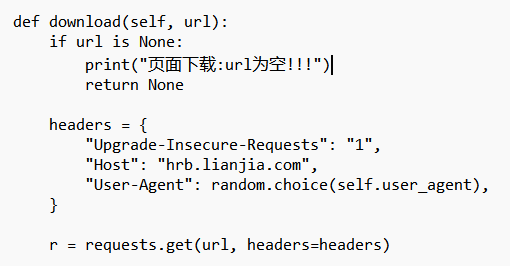 def download(self, url):
    if url is None:
        print("页面下载:url为空!!!")
        return None

    headers = {
        "Upgrade-Insecure-Requests": "1",
        "Host": "hrb.lianjia.com",
        "User-Agent": random.choice(self.user_agent),
    }

    r = requests.get(url, headers=headers)